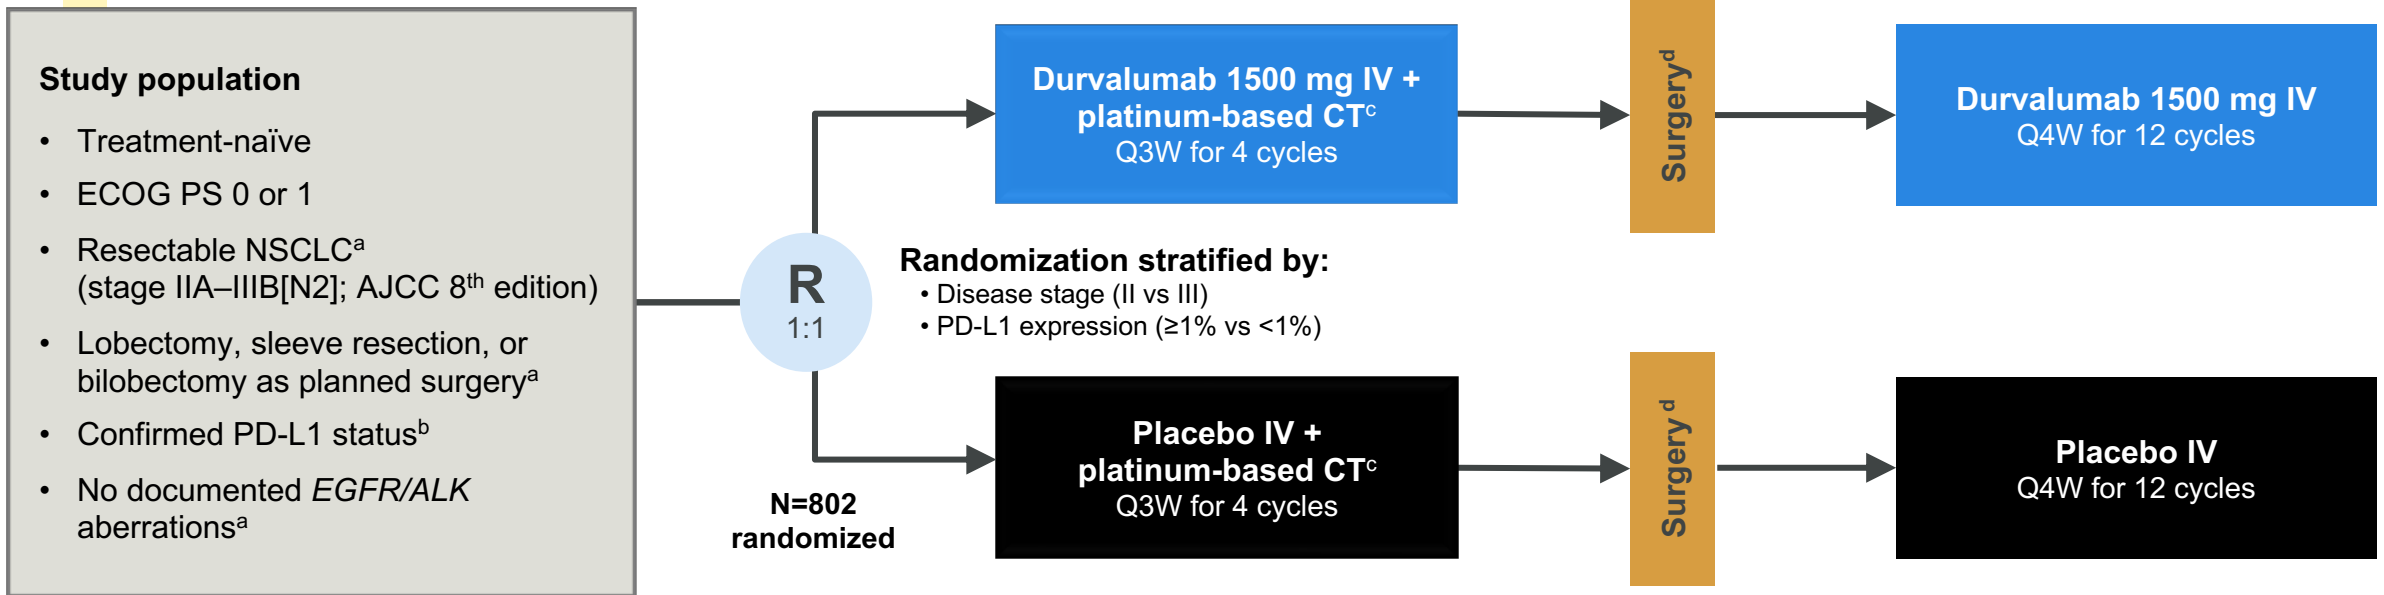 Study population
• Treatment-naïve
• ECOG PS 0 or 1
• Resectable NSCLCᵃ
(stage IIA–IIIB[N2]; AJCC 8ᵗʰ edition)
• Lobectomy, sleeve resection, or
bilobectomy as planned surgeryᵃ
• Confirmed PD-L1 statusᵇ
• No documented EGFR/ALK
aberrationsᵃ
R
1:1
N=802
randomized
Durvalumab 1500 mg IV +
platinum-based CTᶜ
Q3W for 4 cycles
Surgeryᵈ
Durvalumab 1500 mg IV
Q4W for 12 cycles
Randomization stratified by:
• Disease stage (II vs III)
• PD-L1 expression (≥1% vs <1%)
Placebo IV +
platinum-based CTᶜ
Q3W for 4 cycles
Surgeryᵈ
Placebo IV
Q4W for 12 cycles